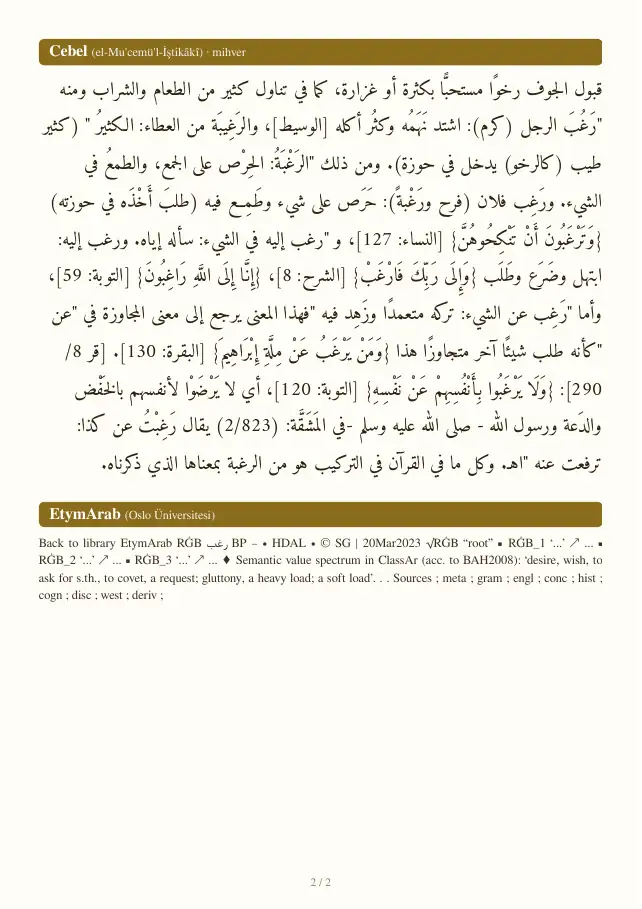 Cebel (el-Mu'cemü'l-İştikâkî) · mihver
قبول الجوف رخوًا مستحبًّا بكثرة أو غزارة، كما في تناول كثير من الطعام والشراب ومنه
"رَغُبَ الرجل (كرم): اشتد نَهَمُه وكثُر أكله [الوسيط]، والرَغِيبَة من العطاء: الكثيرُ " (كثير
طيب (كالرخو) يدخل في حوزة). ومن ذلك "الرَغْبَةُ: الحِرْص على الجمع، والطمعُ في
الشيء. ورَغِب فلان (فرح ورَغْبةً): حَرَص على شيء وطَمِع فيه (طلبَ أَخْذَه في حوزته)
{وَتَرْغَبُونَ أَنْ تَنْكِحُوهُنَّ} [النساء: 127]، و "رغب إليه في الشيء: سأله إياه. ورغب إليه:
ابتهل وضَرَع وطَلَب {وَإِلَى رَبِّكَ فَارْغَبْ} [الشرح: 8]، {إِنَّا إِلَى اللَّهِ رَاغِبُونَ} [التوبة: 59]،
وأما "رَغِب عن الشيء: تركه متعمدًا وزَهِد فيه "فهذا المعنى يرجع إلى معنى المجاوزة في "عن
"كأنه طلب شيئًا آخر متجاوزًا هذا {وَمَنْ يَرْغَبُ عَنْ مِلَّةِ إِبْرَاهِيمَ} [البقرة: 130]. [قر 8/
290]: {وَلَا يَرْغَبُوا بِأَنْفُسِهِمْ عَنْ نَفْسِهِ} [التوبة: 120]، أي لا يَرْضَوْا لأنفسهم بالخَفْض
والدَعة ورسول الله - صلى الله عليه وسلم -في المَشَقَّة: (2/823) يقال رَغِبْتُ عن كذا:
ترفعت عنه "اهـ. وكل ما في القرآن في التركيب هو من الرغبة بمعناها الذي ذكرناه.
EtymArab (Oslo Üniversitesi)
Back to library EtymArab RĠB رغب BP – • HDAL • © SG | 20Mar2023 √RĠB “root” ▪ RĠB_1 ‘...’ ↗ ... ▪
RĠB_2 ‘...’ ↗ ... ▪ RĠB_3 ‘...’ ↗ ... ♦ Semantic value spectrum in ClassAr (acc. to BAH2008): ‘desire, wish, to
ask for s.th., to covet, a request; gluttony, a heavy load; a soft load’. . . Sources ; meta ; gram ; engl ; conc ; hist ;
cogn ; disc ; west ; deriv ;
2 / 2